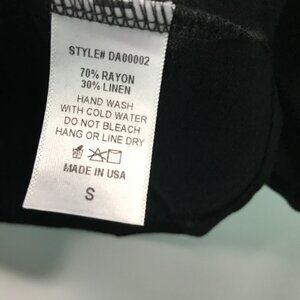 STYLE# DA00002
70% RAYON
30% LINEN
HAND WASH
WITH COLD WATER
DO NOT BLEACH
HANG OR LINE DRY
MADE IN USA
S